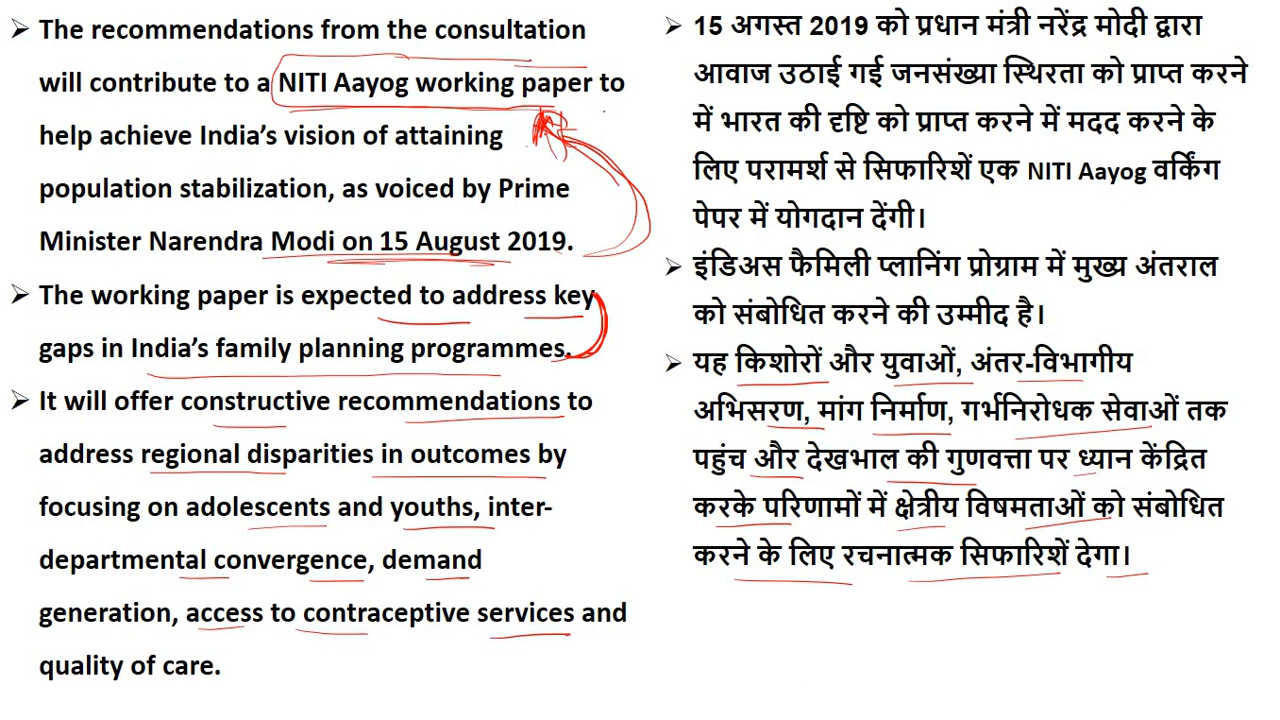 ➢ The recommendations from the consultation
will contribute to a NITI Aayog working paper to
help achieve India's vision of attaining
population stabilization, as voiced by Prime
Minister Narendra Modi on 15 August 2019.
➢ The working paper is expected to address key
gaps in India's family planning programmes.
➢ It will offer constructive recommendations to
address regional disparities in outcomes by
focusing on adolescents and youths, inter-
departmental convergence, demand
generation, access to contraceptive services and
quality of care.
➢ 15 अगस्त 2019 को प्रधान मंत्री नरेंद्र मोदी द्वारा
आवाज उठाई गई जनसंख्या स्थिरता को प्राप्त करने
में भारत की दृष्टि को प्राप्त करने में मदद करने के
लिए परामर्श से सिफारिशें एक NITI Aayog वर्किंग
पेपर में योगदान देंगी।
➢ इंडिअस फैमिली प्लानिंग प्रोग्राम में मुख्य अंतराल
को संबोधित करने की उम्मीद है।
➢ यह किशोरों और युवाओं, अंतर-विभागीय
अभिसरण, मांग निर्माण, गर्भनिरोधक सेवाओं तक
पहुंच और देखभाल की गुणवत्ता पर ध्यान केंद्रित
करके परिणामों में क्षेत्रीय विषमताओं को संबोधित
करने के लिए रचनात्मक सिफारिशें देगा।